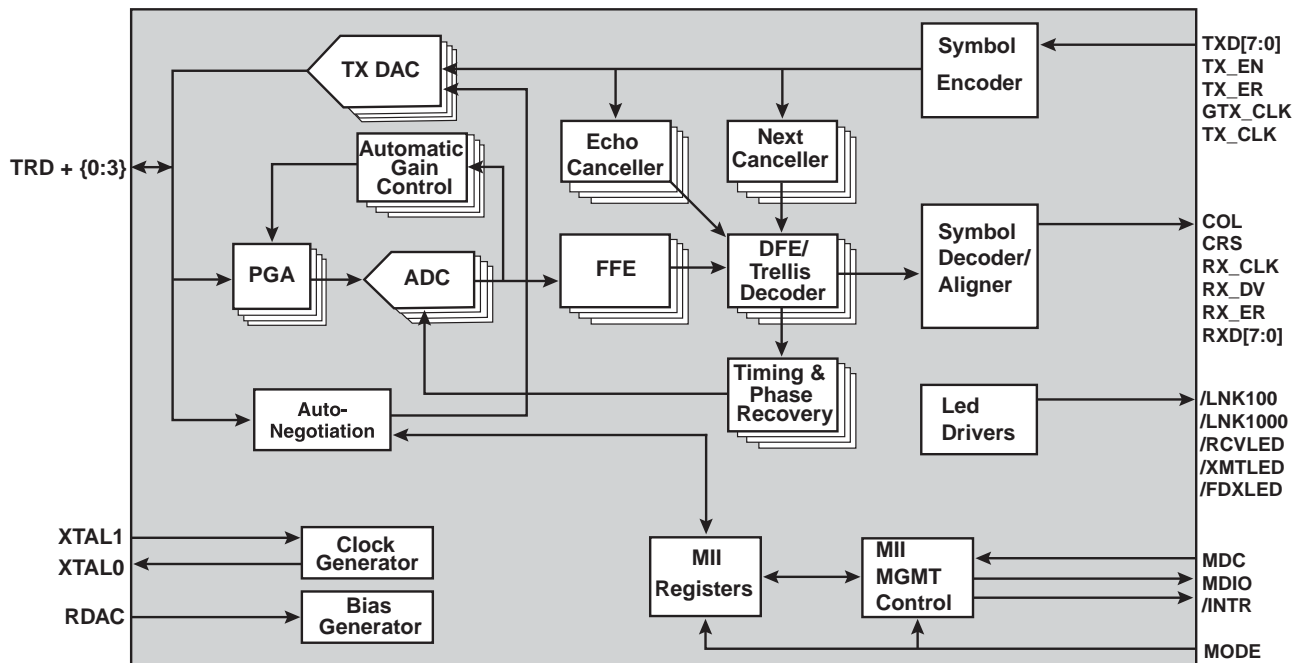 TX DAC
Symbol
Encoder
TXD[7:0]
TX_EN
TX_ER
GTX_CLK
TX_CLK
TRD + {0:3}
Automatic
Gain
Control
Echo
Canceller
Next
Canceller
PGA
ADC
FFE
DFE/
Trellis
Decoder
Symbol
Decoder/
Aligner
COL
CRS
RX_CLK
RX_DV
RX_ER
RXD[7:0]
Timing &
Phase
Recovery
Auto-
Negotiation
Led
Drivers
/LNK100
/LNK1000
/RCVLED
/XMTLED
/FDXLED
XTAL1
XTAL0
Clock
Generator
RDAC
Bias
Generator
MII
Registers
MII
MGMT
Control
MDC
MDIO
/INTR
MODE